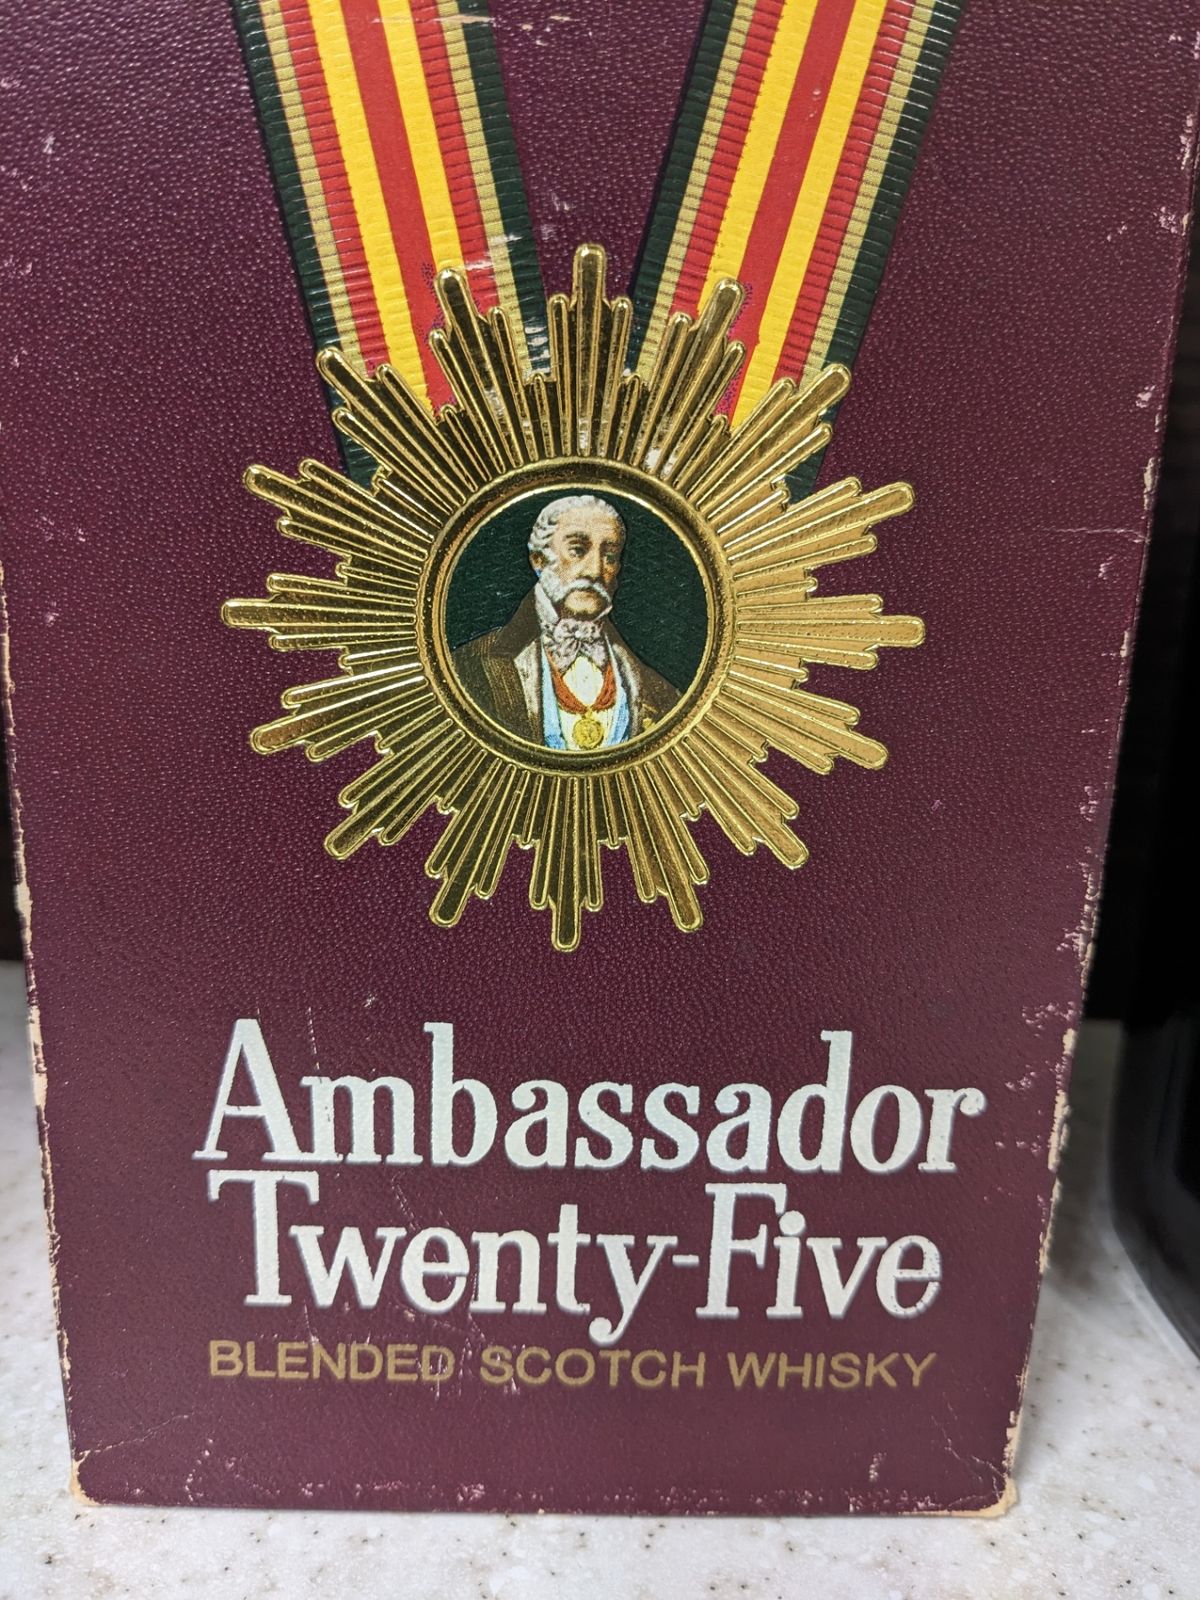 Ambassador
Twenty-Five
BLENDED SCOTCH WHISKY